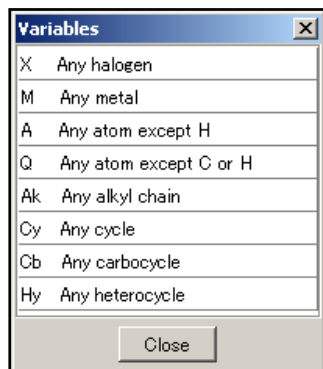 Variables
X Any halogen
M Any metal
A Any atom except H
Q Any atom except C or H
Ak Any alkyl chain
Cy Any cycle
Cb Any carbocycle
Hy Any heterocycle
Close